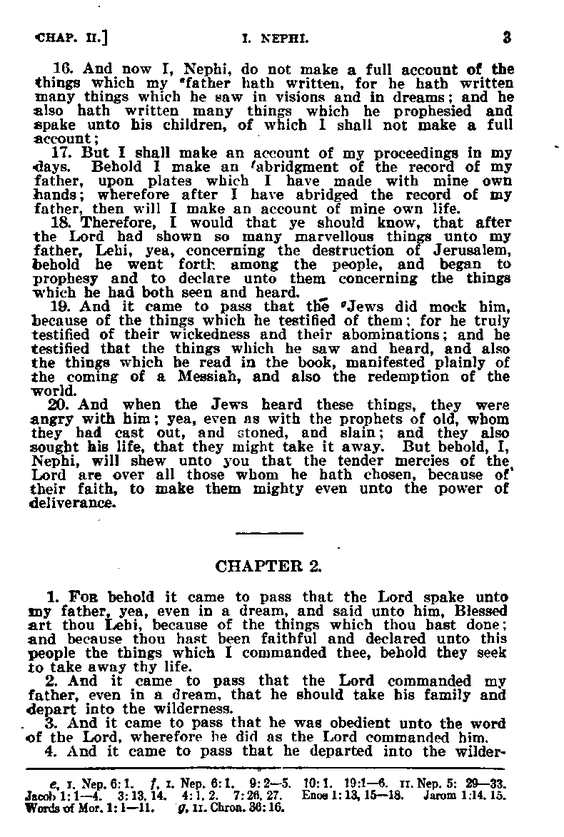 CHAP. II.] I. NEPHI. 3
16. And now I, Nephi, do not make a full account of the
things which my efather hath written, for he hath written
many things which he saw in visions and in dreams; and he
also hath written many things which he prophesied and
spake unto his children, of which I shall not make a full
account;
17. But I shall make an account of my proceedings in my
days. Behold I make an fabridgment of the record of my
father, upon plates which I have made with mine own
hands; wherefore after I have abridged the record of my
father, then will I make an account of mine own life.
18. Therefore, I would that ye should know, that after
the Lord had shown so many marvellous things unto my
father, Lehi, yea, concerning the destruction of Jerusalem,
behold he went forth among the people, and began to
prophesy and to declare unto them concerning the things
which he had both seen and heard.
19. And it came to pass that the gJews did mock him,
because of the things which he testified of them; for he truly
testified of their wickedness and their abominations; and he
testified that the things which he saw and heard, and also
the things which he read in the book, manifested plainly of
the coming of a Messiah, and also the redemption of the
world.
20. And when the Jews heard these things, they were
angry with him; yea, even as with the prophets of old, whom
they had cast out, and stoned, and slain; and they also
sought his life, that they might take it away. But behold, I,
Nephi, will shew unto you that the tender mercies of the
Lord are over all those whom he hath chosen, because of
their faith, to make them mighty even unto the power of
deliverance.
CHAPTER 2.
1. FOR behold it came to pass that the Lord spake unto
my father, yea, even in a dream, and said unto him, Blessed
art thou Lehi, because of the things which thou hast done;
and because thou hast been faithful and declared unto this
people the things which I commanded thee, behold they seek
to take away thy life.
2. And it came to pass that the Lord commanded my
father, even in a dream, that he should take his family and
depart into the wilderness.
3. And it came to pass that he was obedient unto the word
of the Lord, wherefore he did as the Lord commanded him.
4. And it came to pass that he departed into the wilder-
e, I. Nep. 6:1. f, I. Nep. 6:1. 9:2—5. 10:1. 19:1—6. II. Nep. 5: 29—33.
Jacob 1:1—4. 3:13, 14. 4:1, 2. 7:26, 27. Enos 1:13, 15—18. Jarom 1:14, 15.
Words of Mor. 1:1—11. g, II. Chron. 36:16.